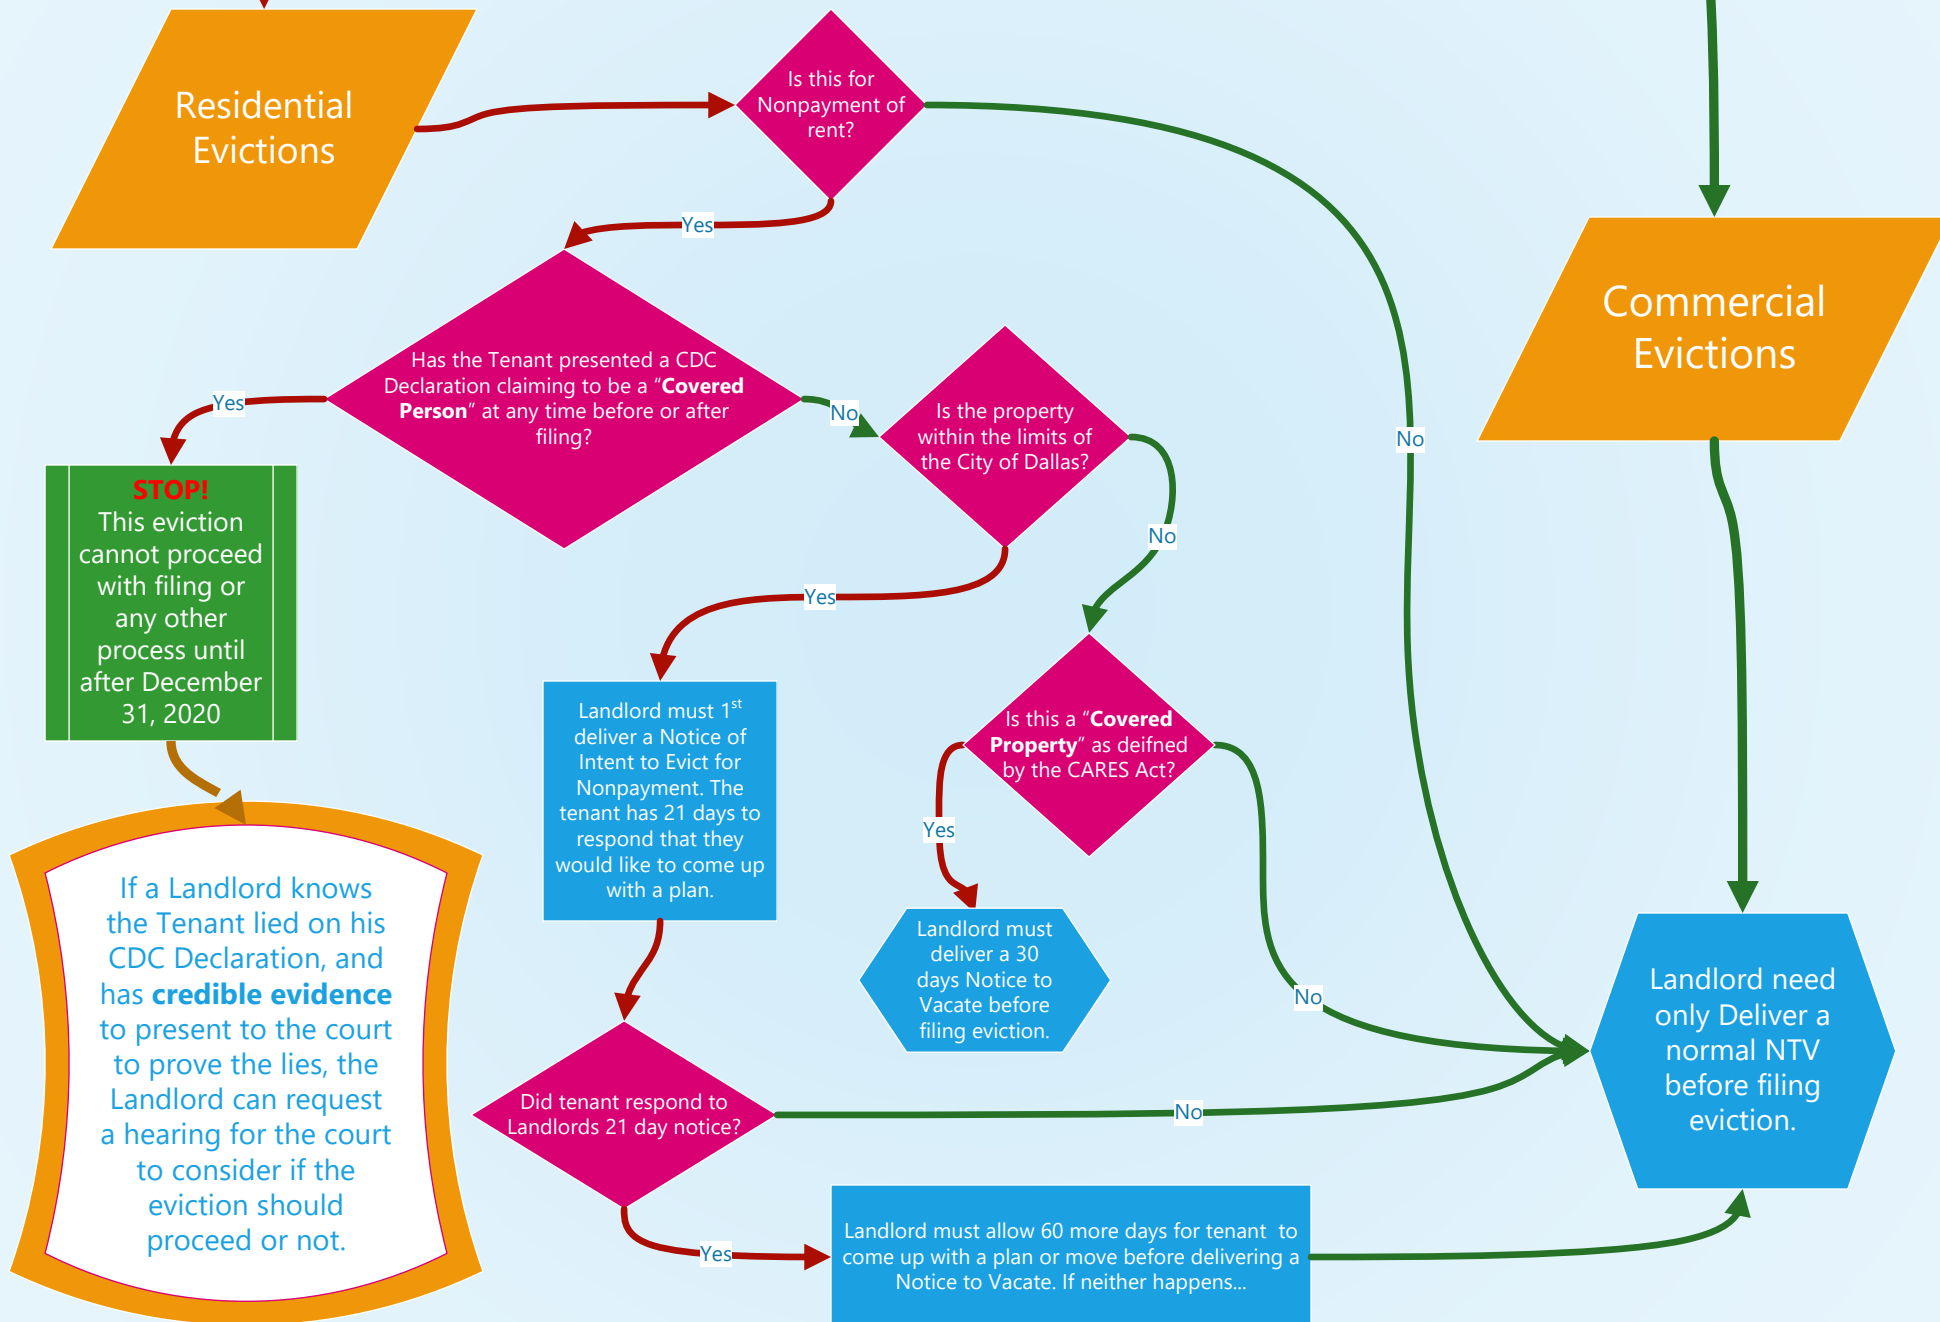 Residential
Evictions
Is this for
Nonpayment of
rent?
Yes
No
Commercial
Evictions
Has the Tenant presented a CDC
Declaration claiming to be a “Covered
Person” at any time before or after
filing?
Yes
No
Is the property
within the limits of
the City of Dallas?
No
Yes
STOP!
This eviction
cannot proceed
with filing or
any other
process until
after December
31, 2020
Landlord must 1st
deliver a Notice of
Intent to Evict for
Nonpayment. The
tenant has 21 days to
respond that they
would like to come up
with a plan.
Is this a “Covered
Property” as deifned
by the CARES Act?
Yes
No
If a Landlord knows
the Tenant lied on his
CDC Declaration, and
has credible evidence
to present to the court
to prove the lies, the
Landlord can request
a hearing for the court
to consider if the
eviction should
proceed or not.
Landlord must
deliver a 30
days Notice to
Vacate before
filing eviction.
Landlord need
only Deliver a
normal NTV
before filing
eviction.
Did tenant respond to
Landlords 21 day notice?
No
Yes
Landlord must allow 60 more days for tenant  to
come up with a plan or move before delivering a
Notice to Vacate. If neither happens...